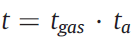 t = t_gas · t_a